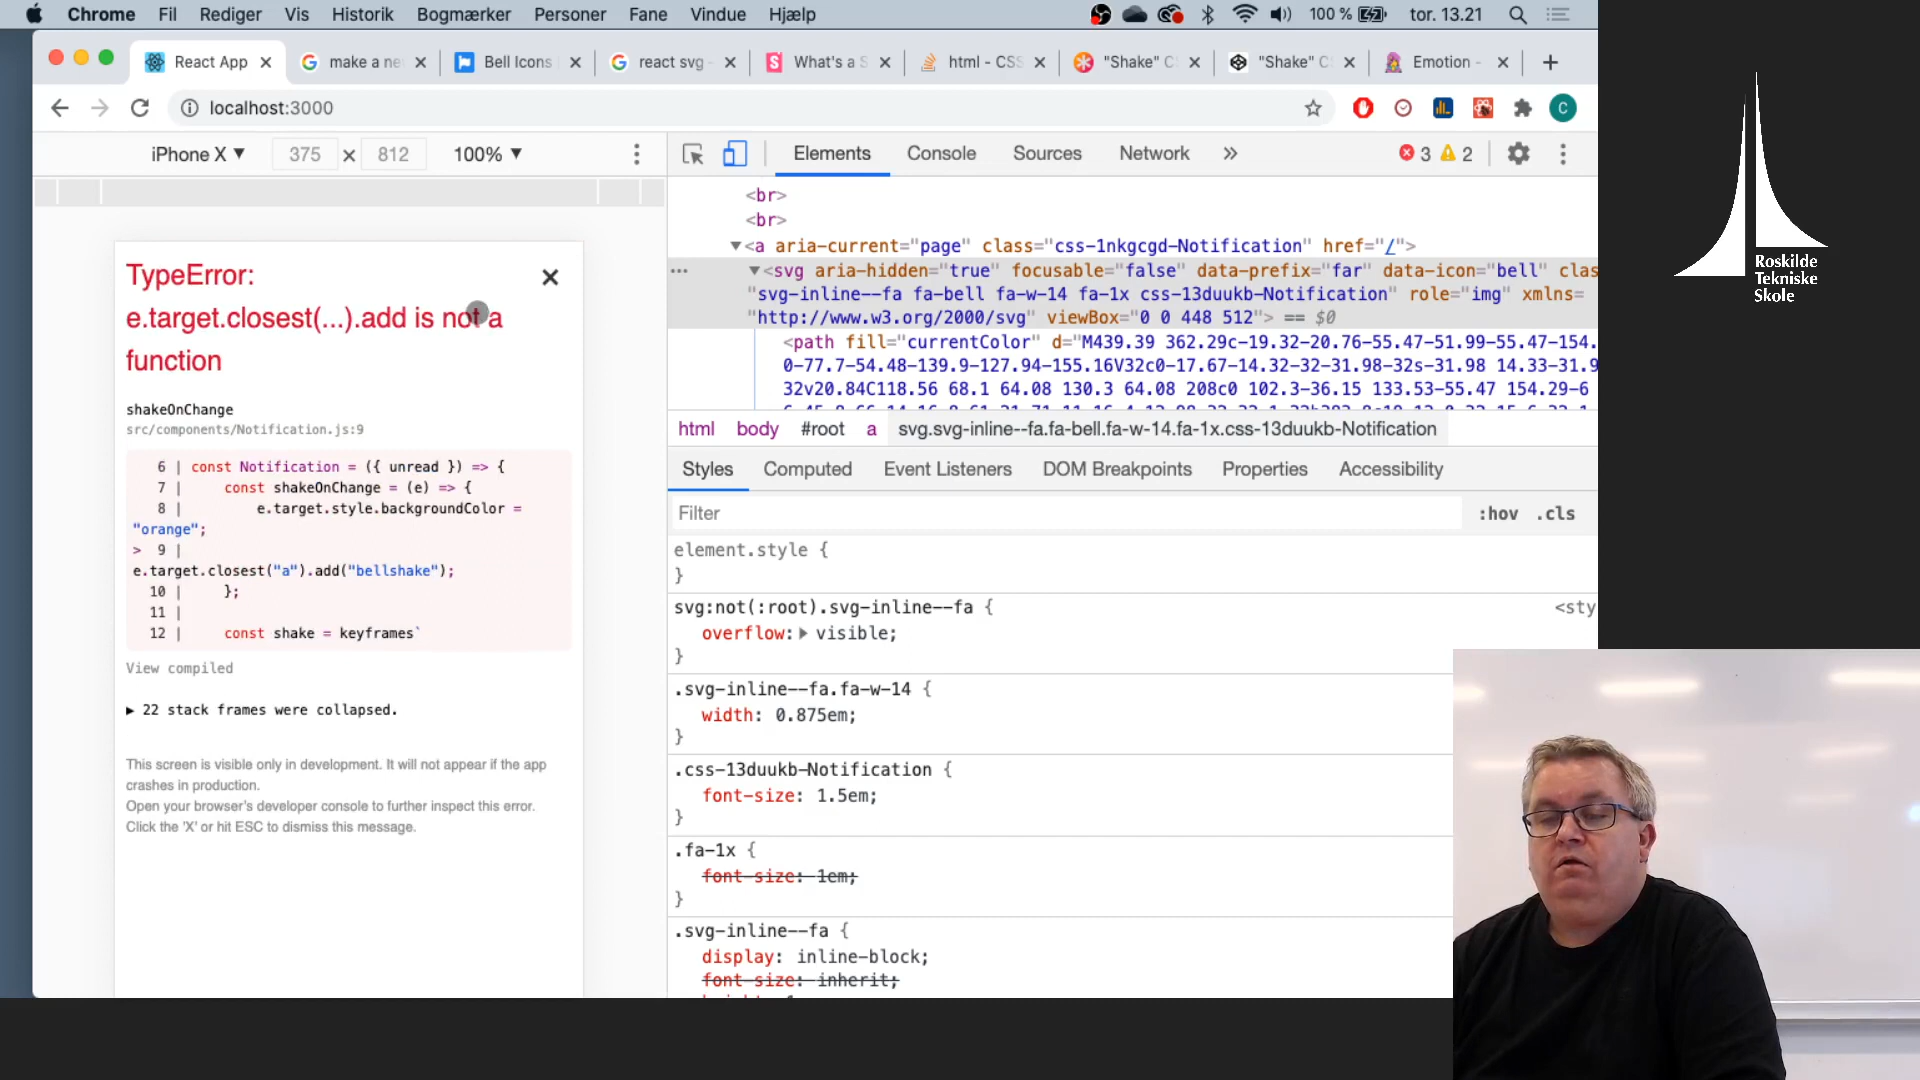 Chrome Fil Rediger Vis Historik Bogmærker Personer Fane Vindue Hjælp 100 % tor. 13.21
React App make a ne Bell Icons react svg - What's a S html - CSS "Shake" C "Shake" C Emotion -
localhost:3000 C
iPhone X ▼ 375 × 812 100% ▼
Elements Console Sources Network » 3 2
TypeError:
e.target.closest(...).add is not a
function
shakeOnChange
src/components/Notification.js:9
6 | const Notification = ({ unread }) => {
7 | const shakeOnChange = (e) => {
8 | e.target.style.backgroundColor =
"orange";
> 9 |
e.target.closest("a").add("bellshake");
10 | };
11 |
12 | const shake = keyframes`
View compiled
▶ 22 stack frames were collapsed.
This screen is visible only in development. It will not appear if the app
crashes in production.
Open your browser's developer console to further inspect this error.
Click the 'X' or hit ESC to dismiss this message.
<br>
<br>
▼<a aria-current="page" class="css-1nkgcgd-Notification" href="/">
… ▼<svg aria-hidden="true" focusable="false" data-prefix="far" data-icon="bell" clas
"svg-inline--fa fa-bell fa-w-14 fa-1x css-13duukb-Notification" role="img" xmlns=
"http://www.w3.org/2000/svg" viewBox="0 0 448 512"> == $0
<path fill="currentColor" d="M439.39 362.29c-19.32-20.76-55.47-51.99-55.47-154.
0-77.7-54.48-139.9-127.94-155.16V32c0-17.67-14.32-32-31.98-32s-31.98 14.33-31.9
32v20.84C118.56 68.1 64.08 130.3 64.08 208c0 102.3-36.15 133.53-55.47 154.29-6
html body #root a svg.svg-inline--fa.fa-bell.fa-w-14.fa-1x.css-13duukb-Notification
Styles Computed Event Listeners DOM Breakpoints Properties Accessibility
Filter :hov .cls
element.style {
}
svg:not(:root).svg-inline--fa { <sty
overflow: ▶ visible;
}
.svg-inline--fa.fa-w-14 {
width: 0.875em;
}
.css-13duukb-Notification {
font-size: 1.5em;
}
.fa-1x {
font-size: 1em;
}
.svg-inline--fa {
display: inline-block;
font-size: inherit;
Roskilde
Tekniske
Skole